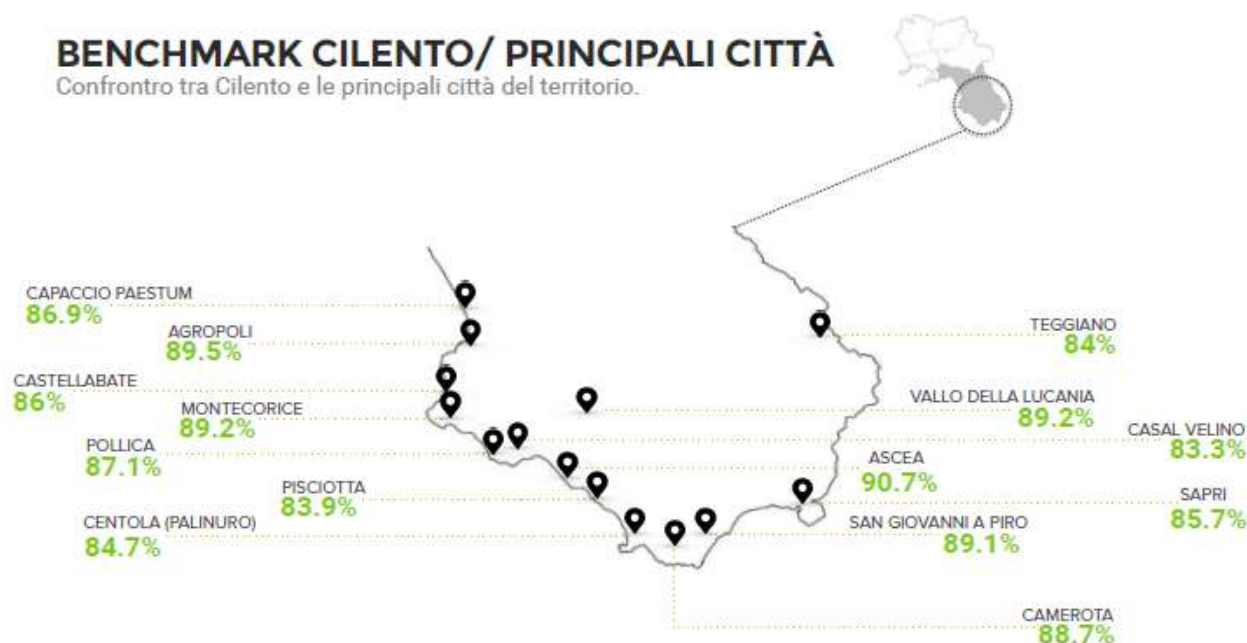 BENCHMARK CILENTO/ PRINCIPALI CITTÀ
Confrontro tra Cilento e le principali città del territorio.
CAPACCIO PAESTUM
86.9%
AGROPOLI
89.5%
CASTELLABATE
86%
MONTECORICE
89.2%
POLLICA
87.1%
PISCIOTTA
83.9%
CENTOLA (PALINURO)
84.7%
TEGGIANO
84%
VALLO DELLA LUCANIA
89.2%
CASAL VELINO
83.3%
ASCEA
90.7%
SAPRI
85.7%
SAN GIOVANNI A PIRO
89.1%
CAMEROTA
88.7%